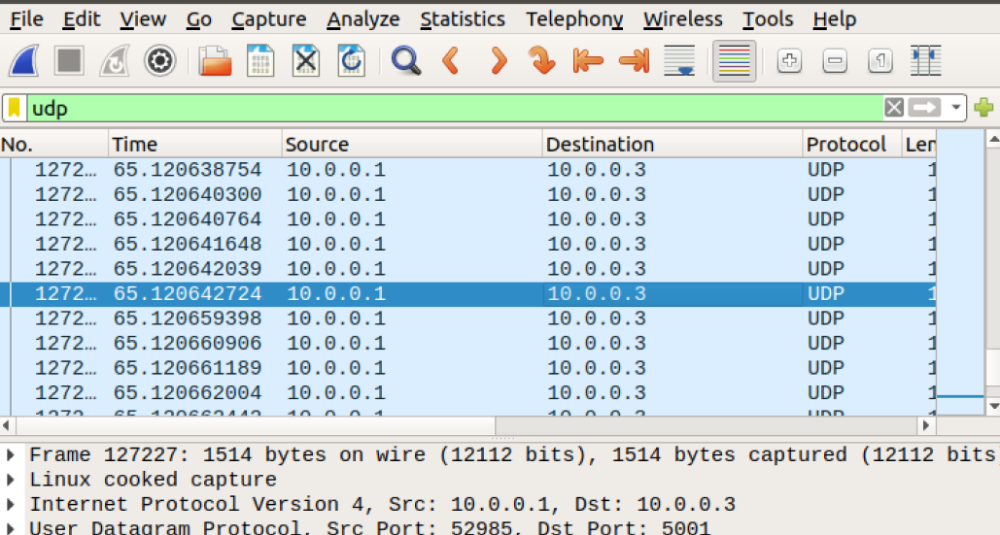 File Edit View Go Capture Analyze Statistics Telephony Wireless Tools Help
udp
No. Time Source Destination Protocol Len
1272… 65.120638754 10.0.0.1 10.0.0.3 UDP 1
1272… 65.120640300 10.0.0.1 10.0.0.3 UDP 1
1272… 65.120640764 10.0.0.1 10.0.0.3 UDP 1
1272… 65.120641648 10.0.0.1 10.0.0.3 UDP 1
1272… 65.120642039 10.0.0.1 10.0.0.3 UDP 1
1272… 65.120642724 10.0.0.1 10.0.0.3 UDP 1
1272… 65.120659398 10.0.0.1 10.0.0.3 UDP 1
1272… 65.120660906 10.0.0.1 10.0.0.3 UDP 1
1272… 65.120661189 10.0.0.1 10.0.0.3 UDP 1
1272… 65.120662004 10.0.0.1 10.0.0.3 UDP 1
Frame 127227: 1514 bytes on wire (12112 bits), 1514 bytes captured (12112 bits
Linux cooked capture
Internet Protocol Version 4, Src: 10.0.0.1, Dst: 10.0.0.3
User Datagram Protocol, Src Port: 52985, Dst Port: 5001